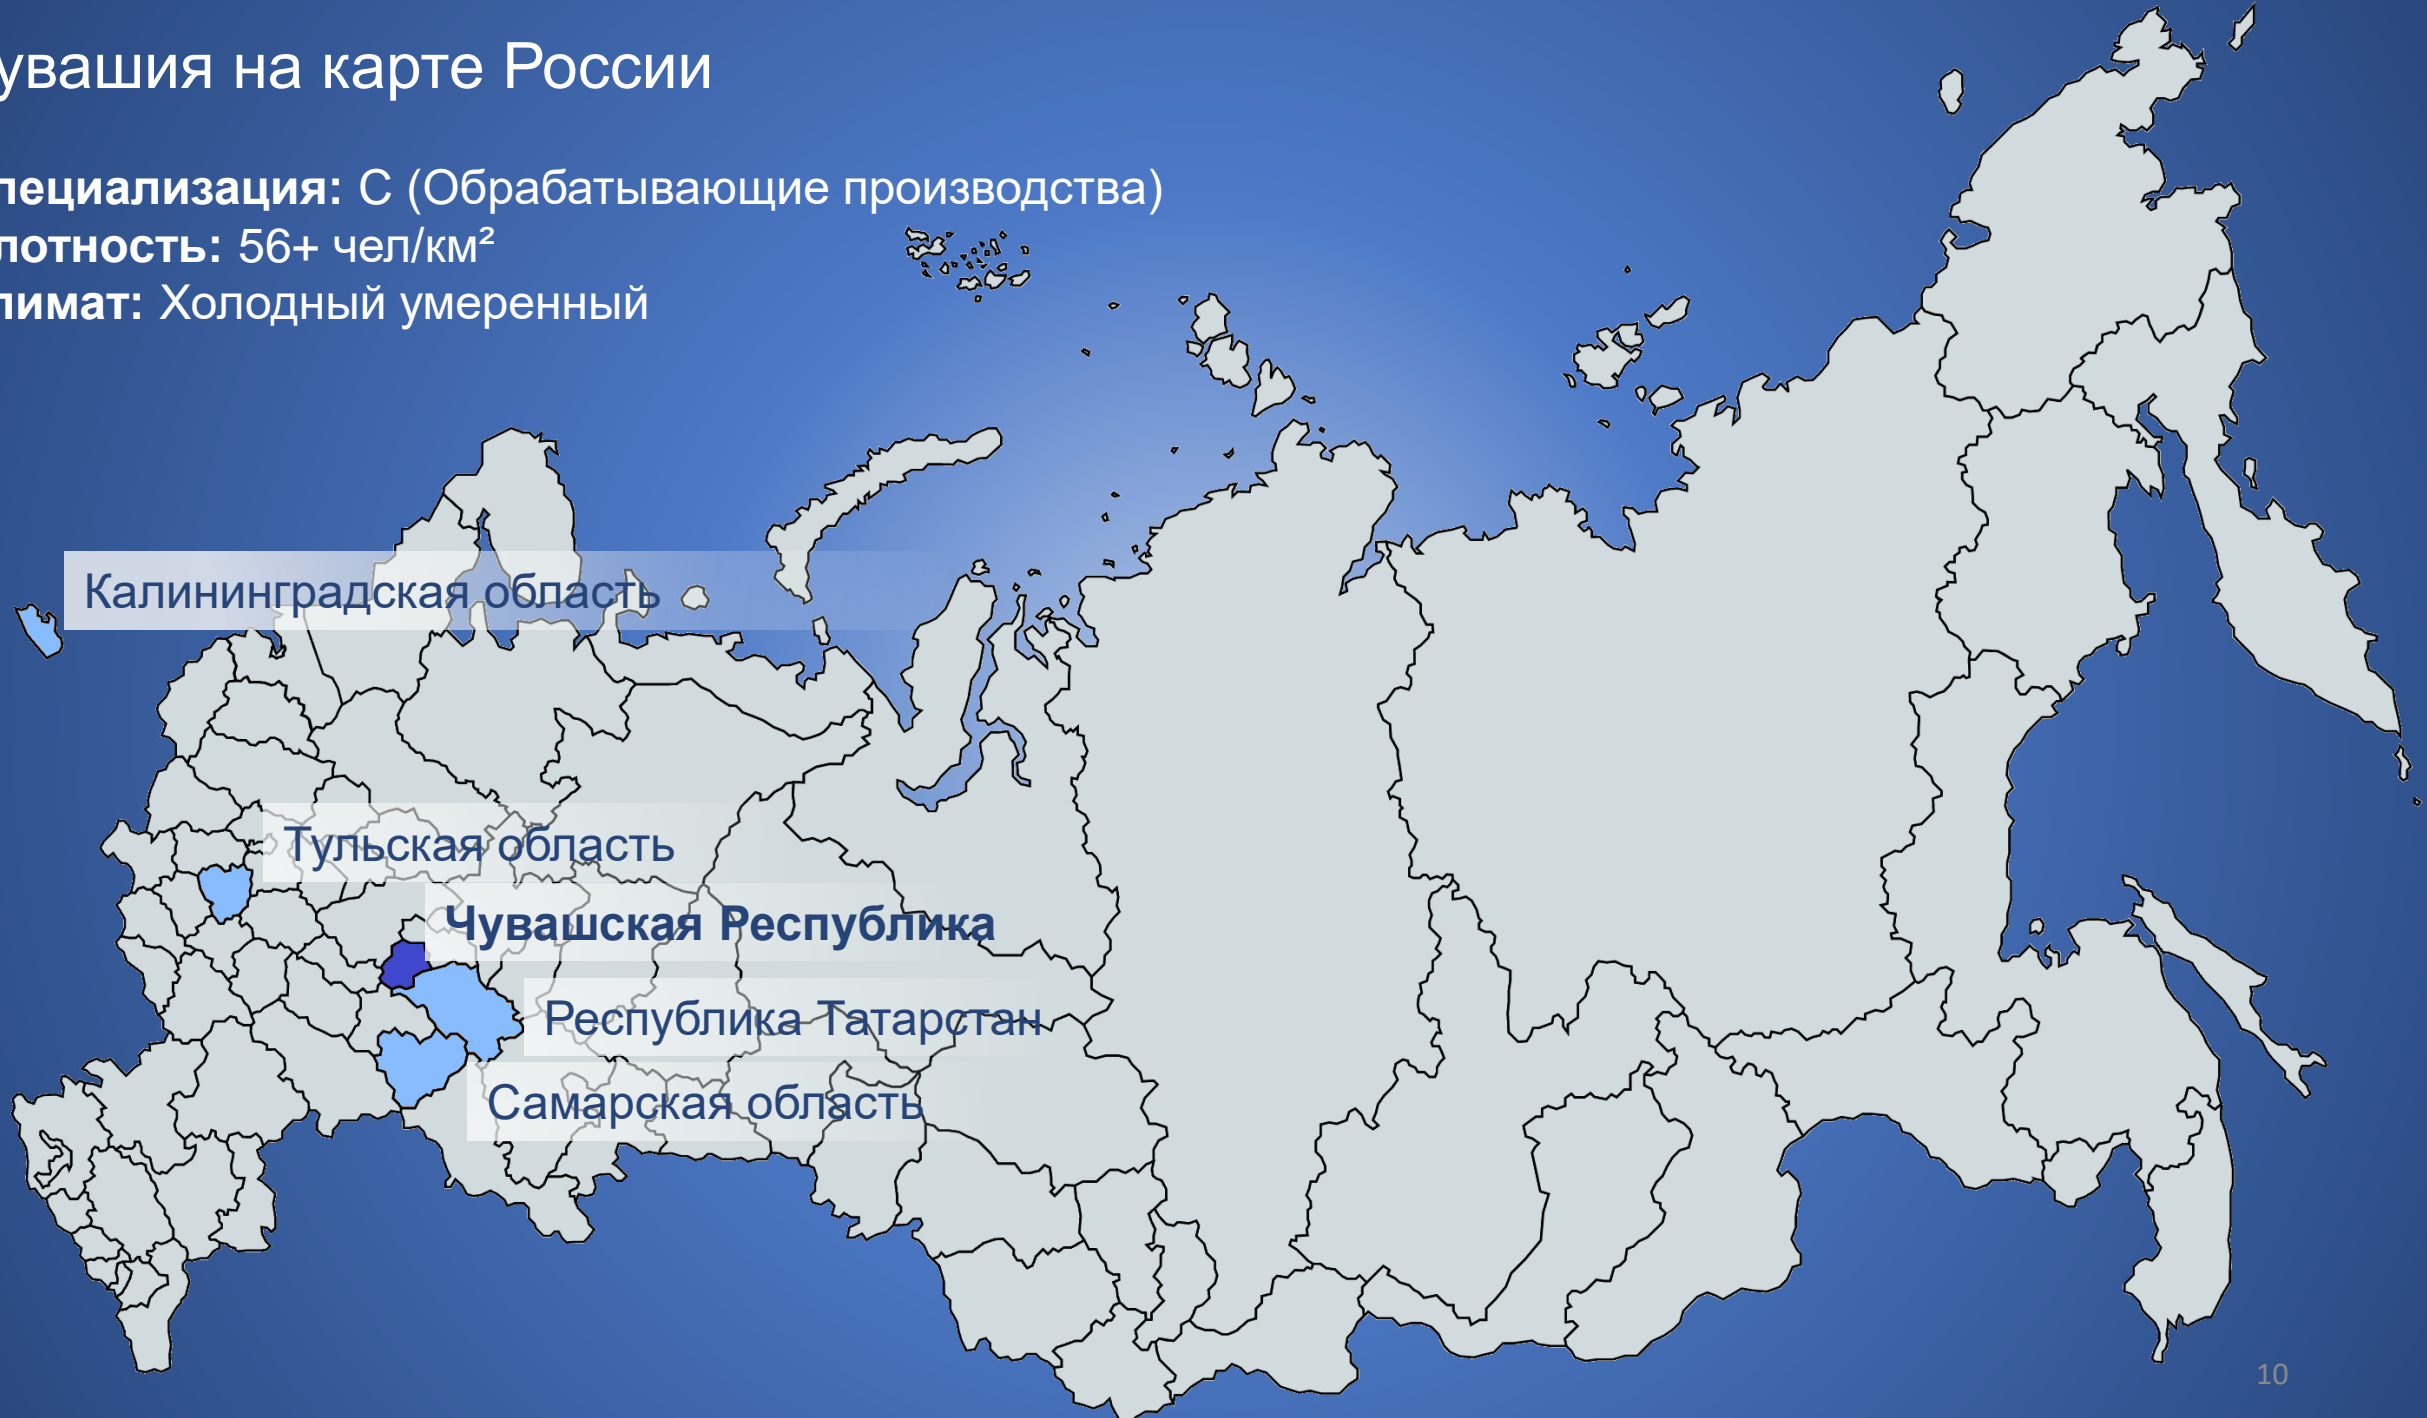 увашия на карте России
пециализация: С (Обрабатывающие производства)
лотность: 56+ чел/км²
лимат: Холодный умеренный
Калининградская область
Тульская область
Чувашская Республика
Республика Татарстан
Самарская область
10